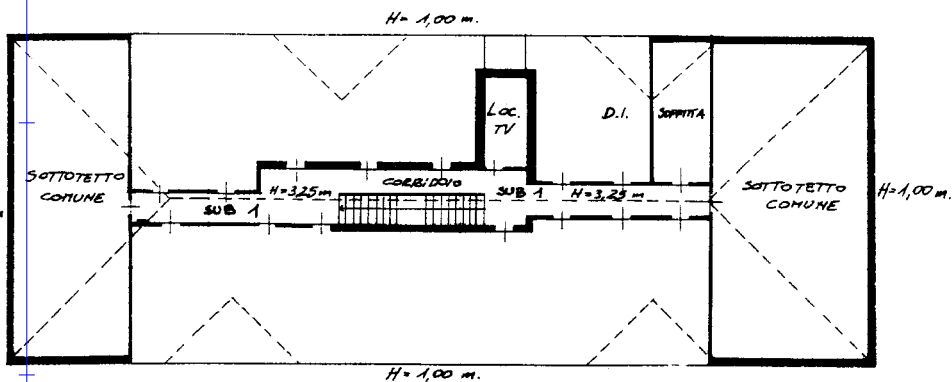 H= 1,00 m.
LOC.
TV
D.I.
SOFFITTA
SOTTOTETTO
COMUNE
CORRIDOIO
H=3,25 m
SUB 1
SUB 1
H=3,25 m
SOTTOTETTO
COMUNE
H=1,00 m.
H= 1,00 m.